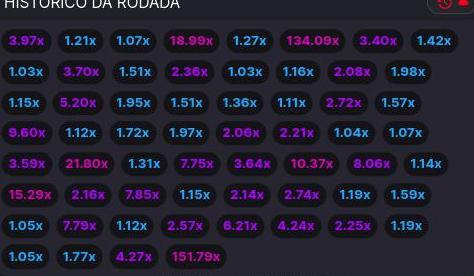 HISTÓRICO DA RODADA
3.97x 1.21x 1.07x 18.99x 1.27x 134.09x 3.40x 1.42x
1.03x 3.70x 1.51x 2.36x 1.03x 1.16x 2.08x 1.98x
1.15x 5.20x 1.95x 1.51x 1.36x 1.11x 2.72x 1.57x
9.60x 1.12x 1.72x 1.97x 2.06x 2.21x 1.04x 1.07x
3.59x 21.80x 1.31x 7.75x 3.64x 10.37x 8.06x 1.14x
15.29x 2.16x 7.85x 1.15x 2.14x 2.74x 1.19x 1.59x
1.05x 7.79x 1.12x 2.57x 6.21x 4.24x 2.25x 1.19x
1.05x 1.77x 4.27x 151.79x